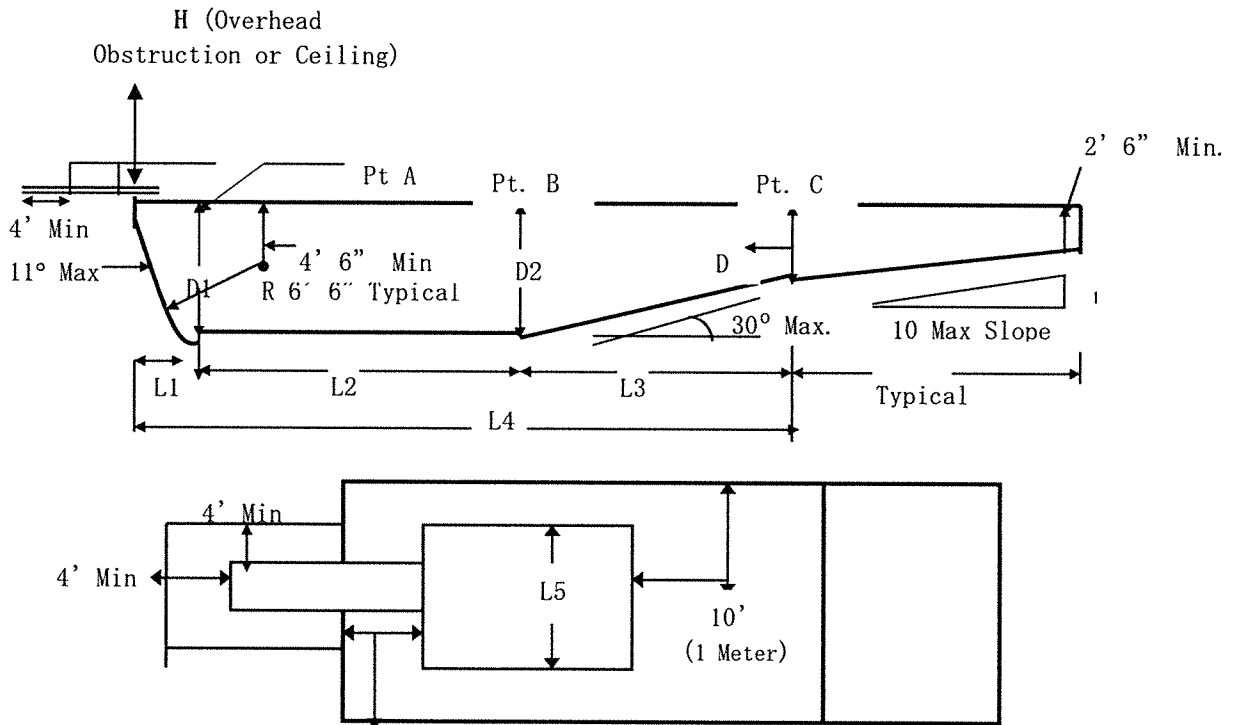 H (Overhead
Obstruction or Ceiling)
2' 6” Min.
Pt A
Pt. B
Pt. C
4' Min
11° Max
D1
4' 6” Min
R 6' 6” Typical
D2
D
30° Max.
1
10 Max Slope
L1
L2
L3
Typical
L4
4' Min
4' Min
L5
10'
(1 Meter)